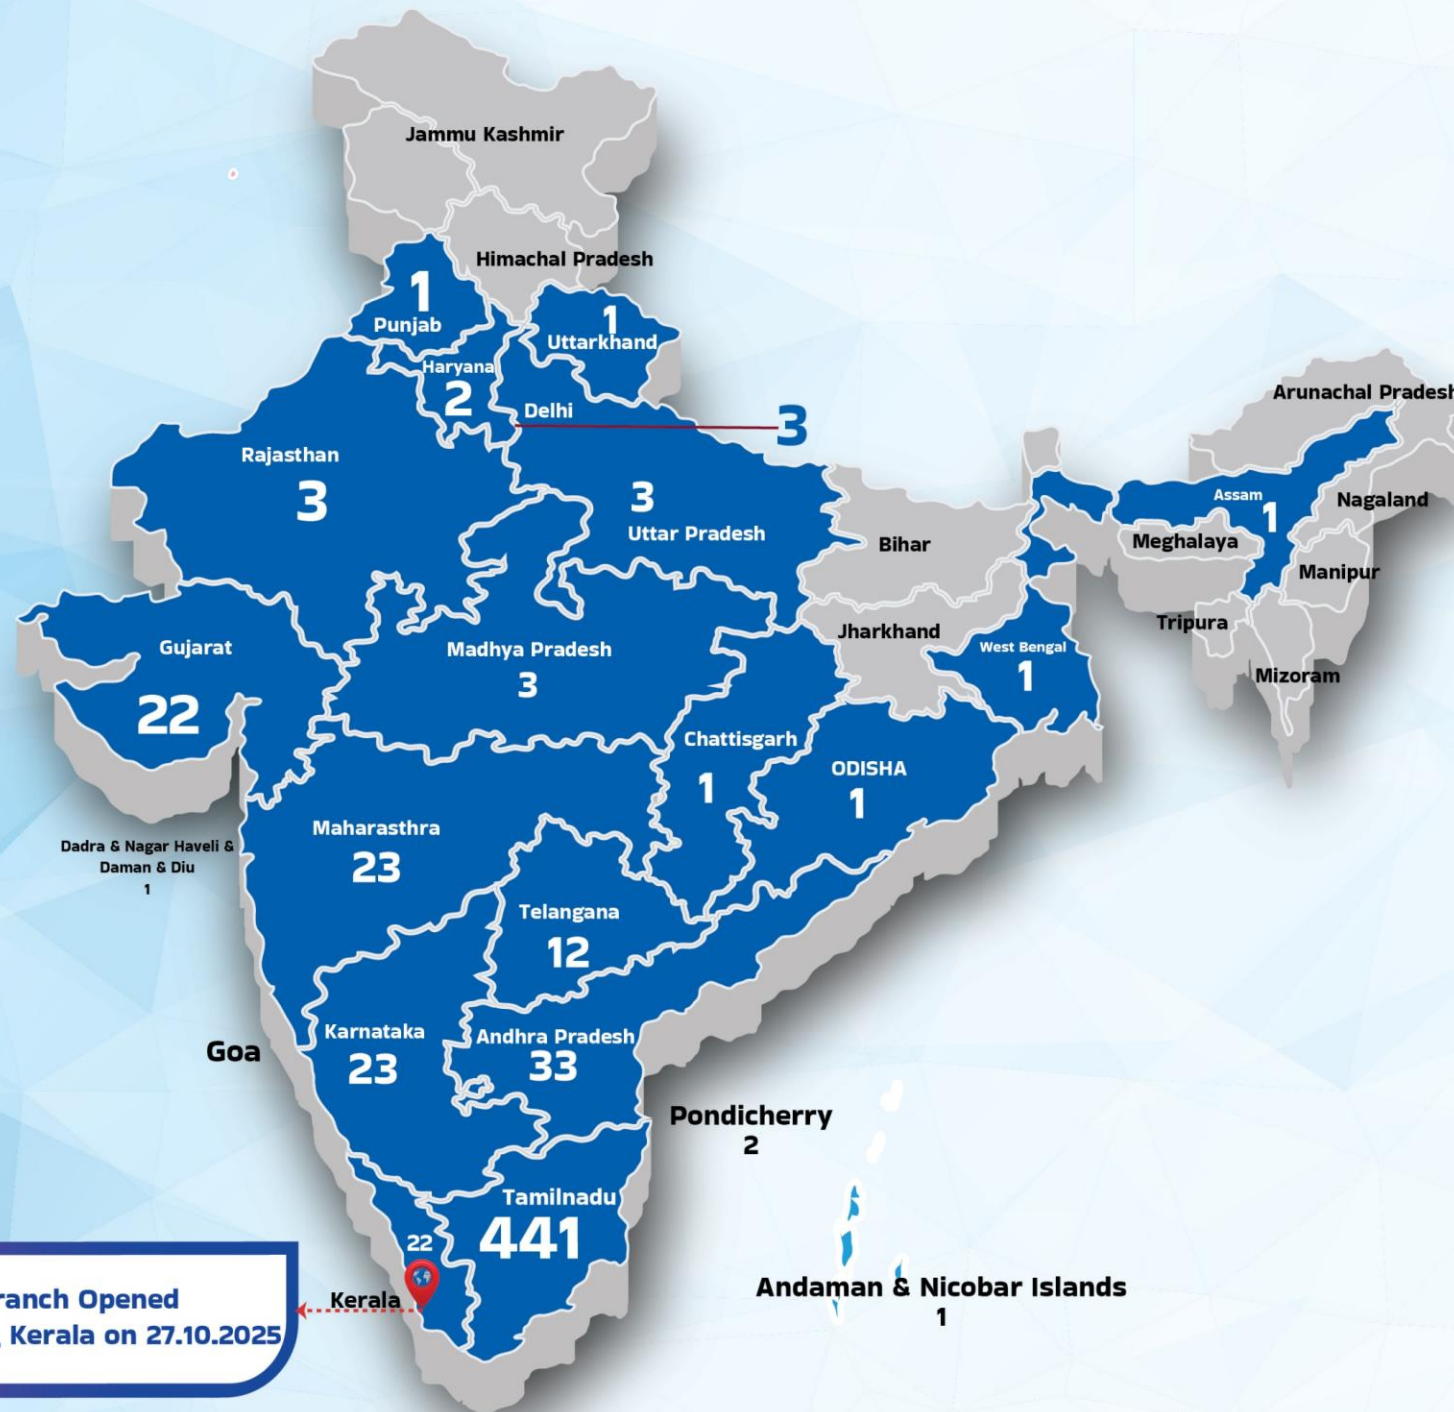 Jammu Kashmir
Himachal Pradesh
1
Punjab
1
Uttarkhand
Haryana
2
Delhi
3
Arunachal Pradesh
Rajasthan
3
3
Uttar Pradesh
Assam
1
Nagaland
Bihar
Meghalaya
Manipur
Tripura
Mizoram
Jharkhand
Gujarat
22
Madhya Pradesh
3
West Bengal
1
Chattisgarh
1
ODISHA
1
Dadra & Nagar Haveli &
Daman & Diu
1
Maharasthra
23
Telangana
12
Goa
Karnataka
23
Andhra Pradesh
33
Pondicherry
2
Tamilnadu
441
22
Kerala
Andaman & Nicobar Islands
1
Opened
Kerala on 27.10.2025